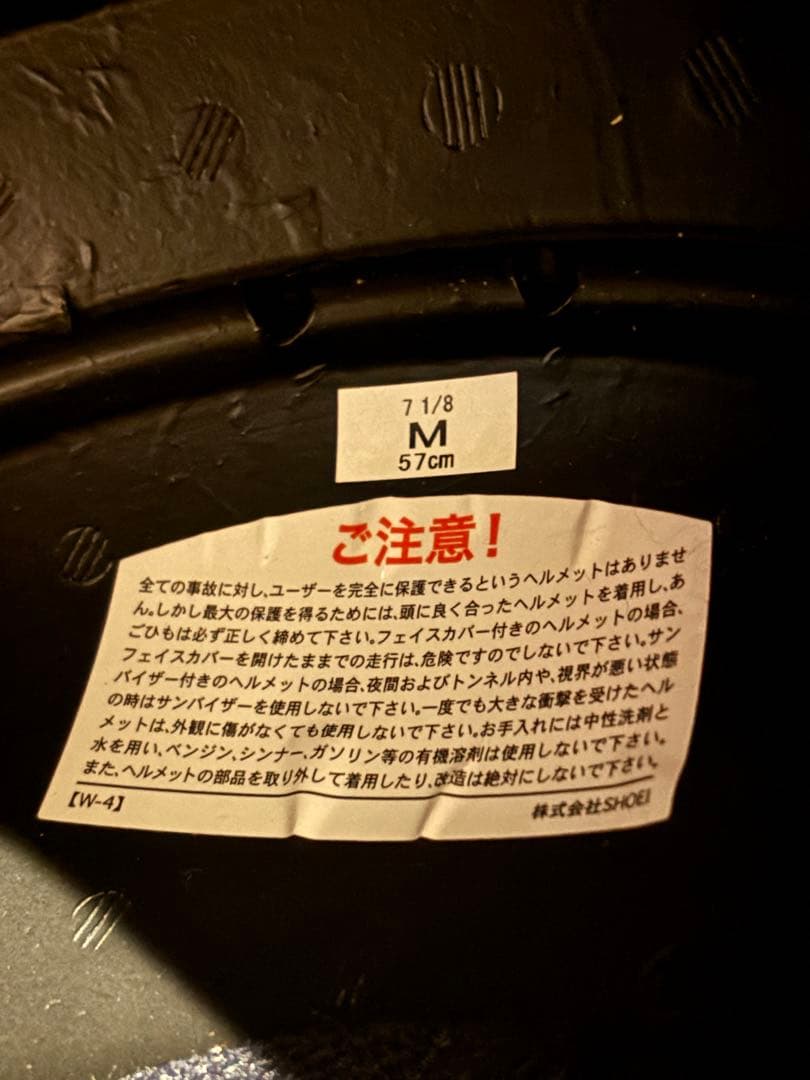 7 1/8
M
57cm
ご注意!
全ての事故に対し、ユーザーを完全に保護できるというヘルメットはありませ
ん。しかし最大の保護を得るためには、頭に良く合ったヘルメットを着用し、あ
ごひもは必ず正しく締めて下さい。フェイスカバー付きのヘルメットの場合、
フェイスカバーを開けたままでの走行は、危険ですのでしないで下さい。サン
バイザー付きのヘルメットの場合、夜間およびトンネル内や、視界が悪い状態
の時はサンバイザーを使用しないで下さい。一度でも大きな衝撃を受けたヘル
メットは、外観に傷がなくても使用しないで下さい。お手入れには中性洗剤と
水を用い、ベンジン、シンナー、ガソリン等の有機溶剤は使用しないで下さい。
また、ヘルメットの部品を取り外して着用したり、改造は絶対にしないで下さい。
【W-4】 株式会社SHOEI